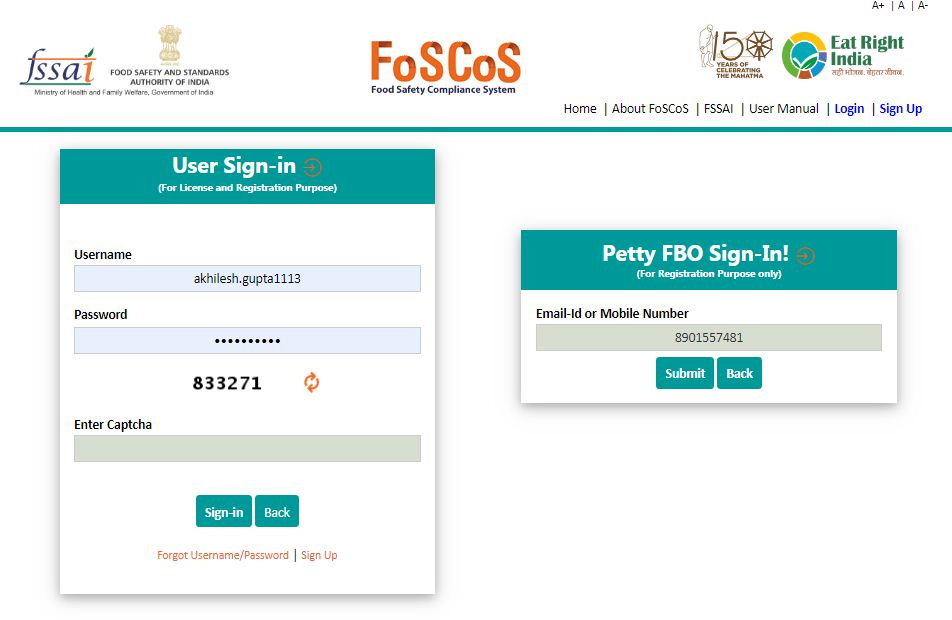 A+ | A | A-
fssai
FOOD SAFETY AND STANDARDS
AUTHORITY OF INDIA
Ministry of Health and Family Welfare, Government of India
FoSCoS
Food Safety Compliance System
150
YEARS OF
CELEBRATING
THE MAHATMA
Eat Right
India
सही भोजन. बेहतर जीवन.
Home | About FoSCoS | FSSAI | User Manual | Login | Sign Up
User Sign-in
(For License and Registration Purpose)
Username
akhilesh.gupta1113
Password
••••••••••
833271
Enter Captcha
Sign-in Back
Forgot Username/Password | Sign Up
Petty FBO Sign-In!
(For Registration Purpose only)
Email-Id or Mobile Number
8901557481
Submit Back